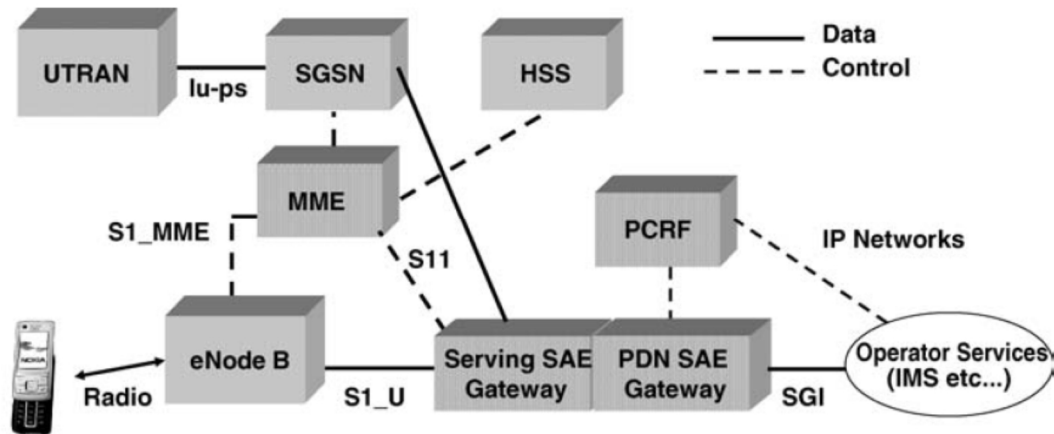 UTRAN
Iu-ps
SGSN
HSS
Data
Control
MME
S1_MME
S11
PCRF
IP Networks
NOKIA
Radio
eNode B
S1_U
Serving SAE
Gateway
PDN SAE
Gateway
SGI
Operator Services
(IMS etc...)